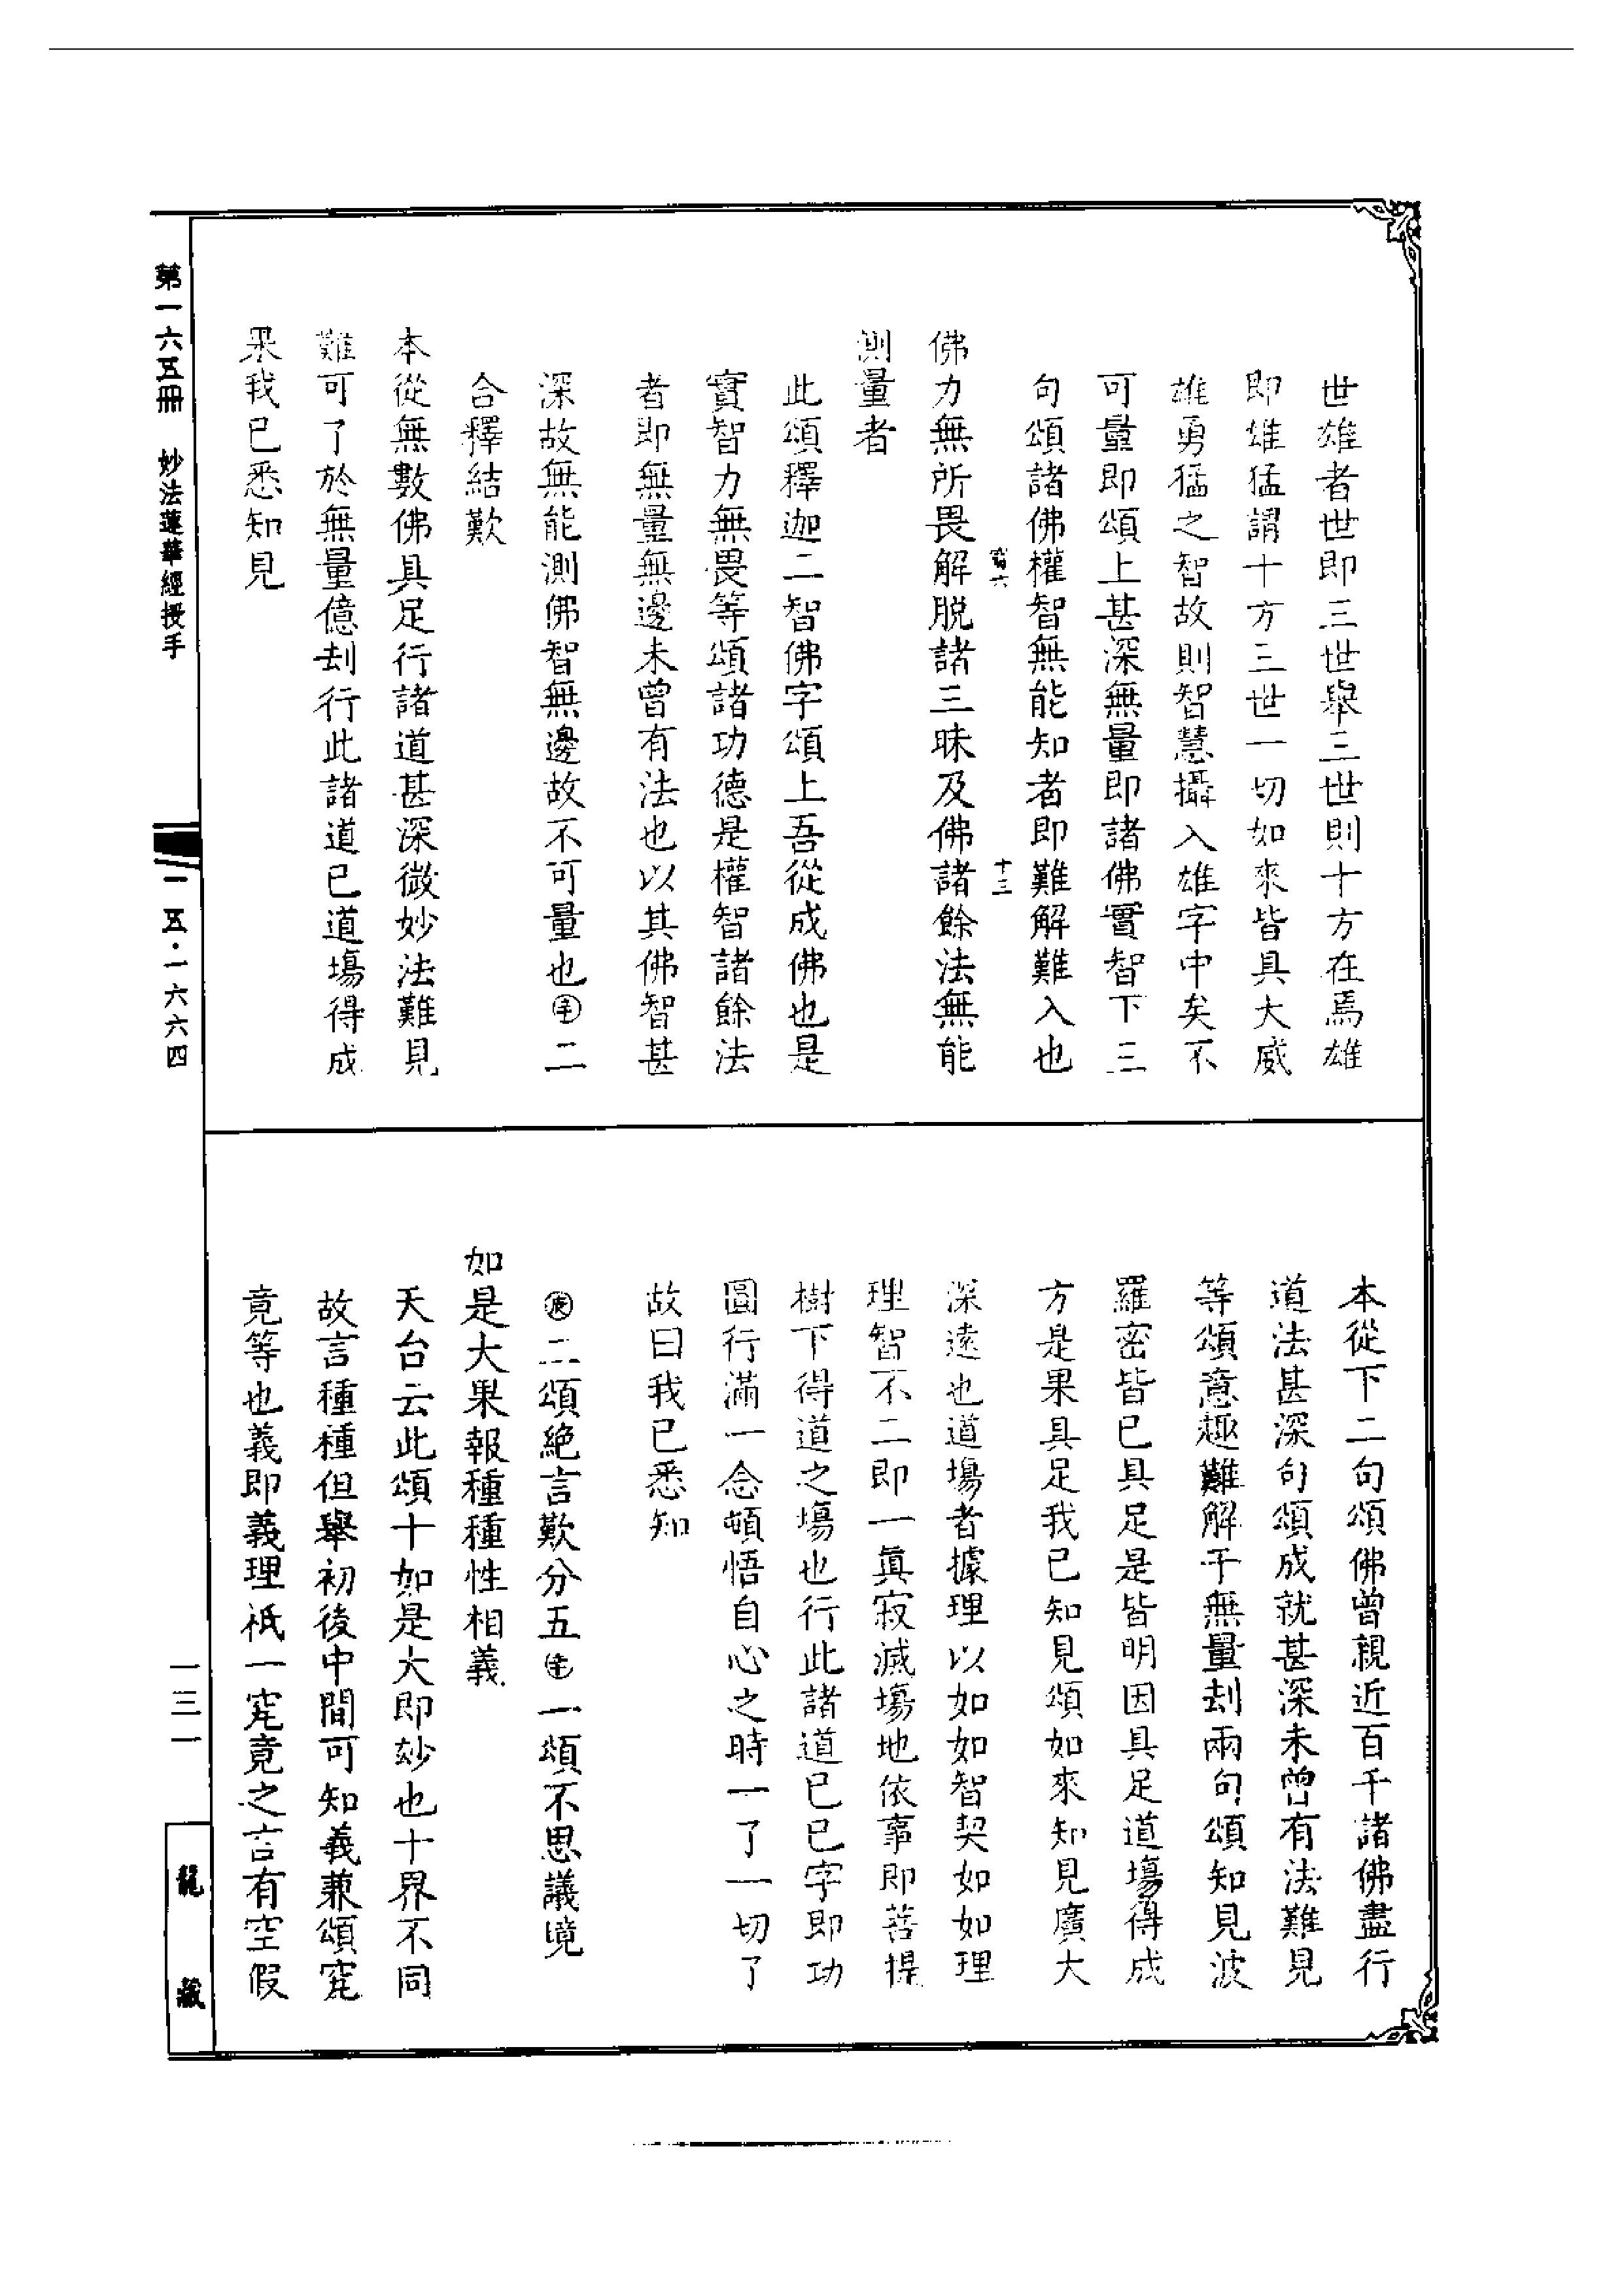 世雄者世即三世舉三世則十方在焉雄
即雄猛謂十方三世一切如來皆具大威
雄勇猛之智故則智慧攝入雄字中矣不
可量即頌上甚深無量即諸佛實智下三
句頌諸佛權智無能知者即難解難入也
十三
佛力無所畏解脫諸三昧及佛諸餘法無能
測量者
此頌釋迦二智佛字頌上吾從成佛也是
實智力無畏等頌諸功德是權智諸餘法
者即無量無邊未曾有法也以其佛智甚
深故無能測佛智無邊故不可量也㊉二
合釋結歎
本從無數佛具足行諸道甚深微妙法難見
難可了於無量億刦行此諸道已道場得成
果我已悉知見
本從下二句頌佛曾親近百千諸佛盡行
道法甚深句頌成就甚深未曾有法難見
等頌意趣難解于無量刦兩句頌知見波
羅密皆已具足是皆明因具足道場得成
方是果具足我已知見頌如來知見廣大
深遠也道場者據理以如如智契如如理
理智不二即一眞寂滅場地依事即菩提
樹下得道之場也行此諸道已已字即功
圓行滿一念頓悟自心之時一了一切了
故曰我已悉知
二頌絕言歎分五一頌不思議境
如是大果報種種性相義
天台云此頌十如是大即玅也十界不同
故言種種但舉初後中間可知義兼頌究
竟等也義即義理祇一究竟之言有空假
第一六五冊 妙法蓮華經授手
一五·一六六四
一三一
龍藏